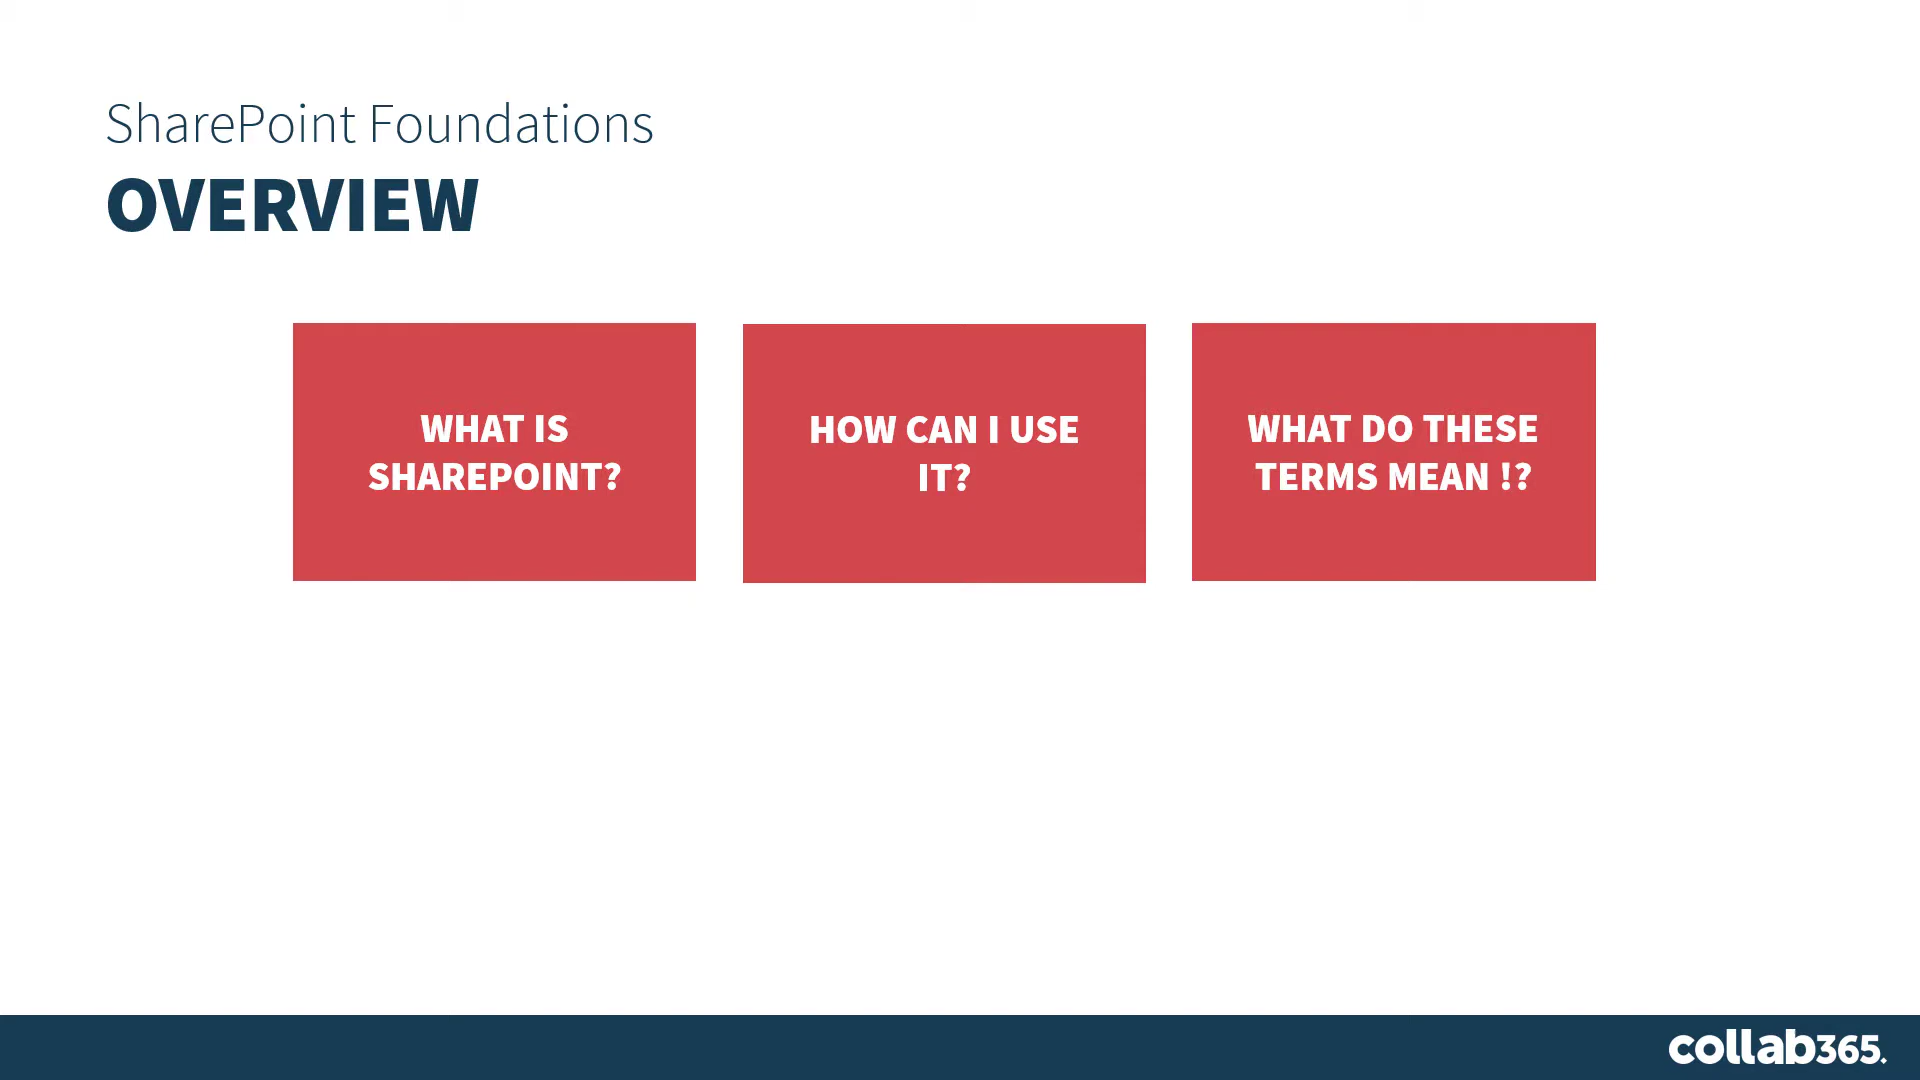 SharePoint Foundations
OVERVIEW
WHAT IS
SHAREPOINT?
HOW CAN I USE
IT?
WHAT DO THESE
TERMS MEAN !?
collab365.